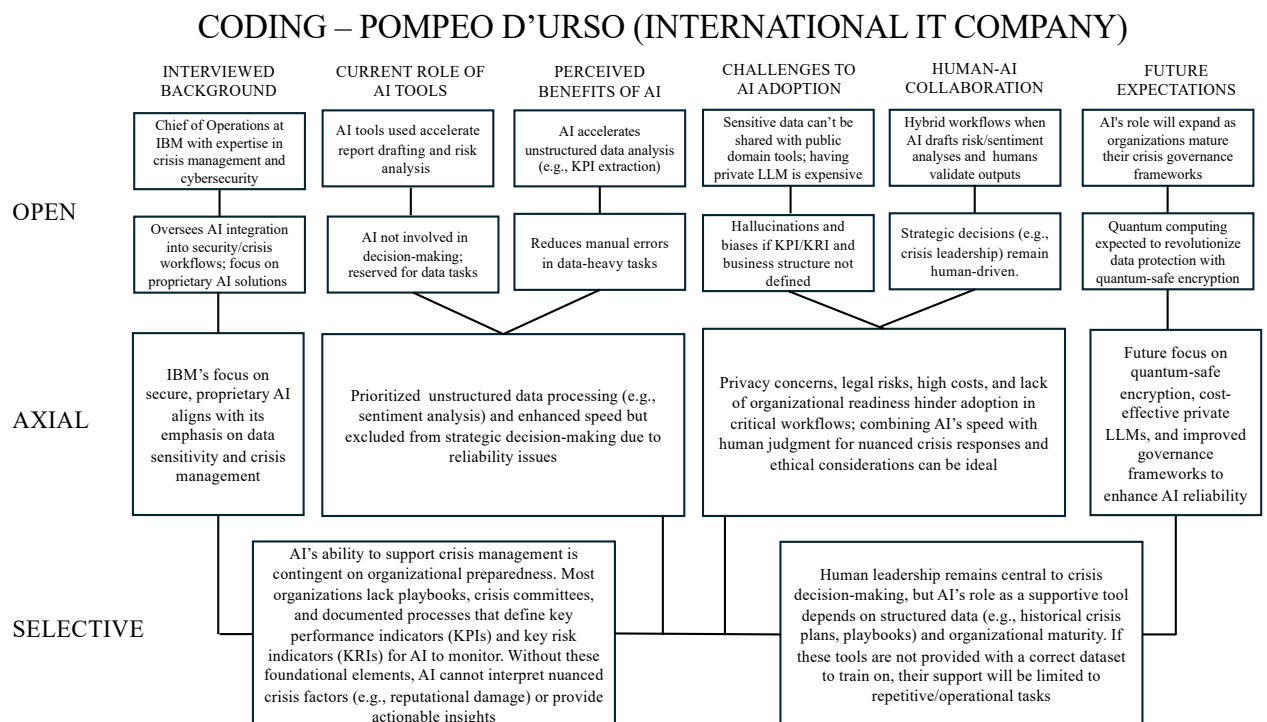 CODING – POMPEO D’URSO (INTERNATIONAL IT COMPANY)
INTERVIEWED
BACKGROUND
CURRENT ROLE OF
AI TOOLS
PERCEIVED
BENEFITS OF AI
CHALLENGES TO
AI ADOPTION
HUMAN-AI
COLLABORATION
FUTURE
EXPECTATIONS
OPEN
Chief of Operations at
IBM with expertise in
crisis management and
cybersecurity
AI tools used accelerate
report drafting and risk
analysis
AI accelerates
unstructured data analysis
(e.g., KPI extraction)
Sensitive data can’t be
shared with public
domain tools; having
private LLM is expensive
Hybrid workflows when
AI drafts risk/sentiment
analyses and humans
validate outputs
AI's role will expand as
organizations mature
their crisis governance
frameworks
Oversees AI integration
into security/crisis
workflows; focus on
proprietary AI solutions
AI not involved in
decision-making;
reserved for data tasks
Reduces manual errors
in data-heavy tasks
Hallucinations and
biases if KPI/KRI and
business structure not
defined
Strategic decisions (e.g.,
crisis leadership) remain
human-driven.
Quantum computing
expected to revolutionize
data protection with
quantum-safe encryption
AXIAL
IBM’s focus on
secure, proprietary AI
aligns with its
emphasis on data
sensitivity and crisis
management
Prioritized unstructured data processing (e.g.,
sentiment analysis) and enhanced speed but
excluded from strategic decision-making due to
reliability issues
Privacy concerns, legal risks, high costs, and lack
of organizational readiness hinder adoption in
critical workflows; combining AI’s speed with
human judgment for nuanced crisis responses and
ethical considerations can be ideal
Future focus on
quantum-safe
encryption, cost-
effective private
LLMs, and improved
governance
frameworks to
enhance AI reliability
SELECTIVE
AI’s ability to support crisis management is
contingent on organizational preparedness. Most
organizations lack playbooks, crisis committees,
and documented processes that define key
performance indicators (KPIs) and key risk
indicators (KRIs) for AI to monitor. Without these
foundational elements, AI cannot interpret nuanced
crisis factors (e.g., reputational damage) or provide
actionable insights
Human leadership remains central to crisis
decision-making, but AI’s role as a supportive tool
depends on structured data (e.g., historical crisis
plans, playbooks) and organizational maturity. If
these tools are not provided with a correct dataset
to train on, their support will be limited to
repetitive/operational tasks